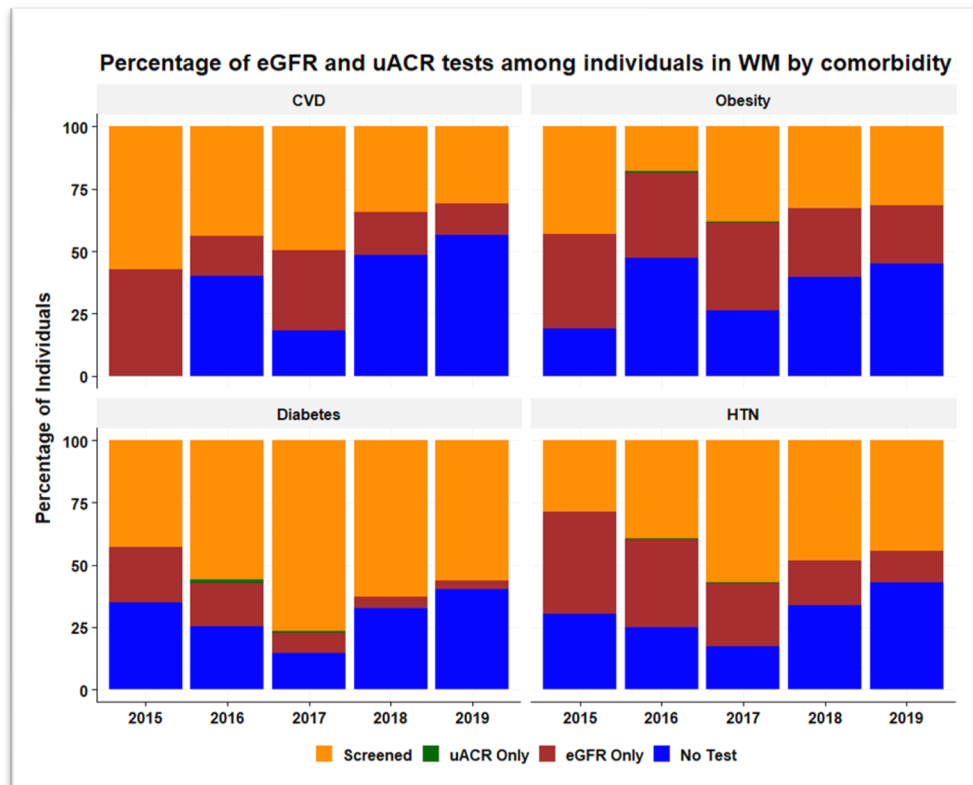 Percentage of eGFR and uACR tests among individuals in WM by comorbidity
CVD
Obesity
100
75
50
25
0
Diabetes
HTN
100
75
50
25
0
Percentage of Individuals
2015 2016 2017 2018 2019
2015 2016 2017 2018 2019
Screened uACR Only eGFR Only No Test